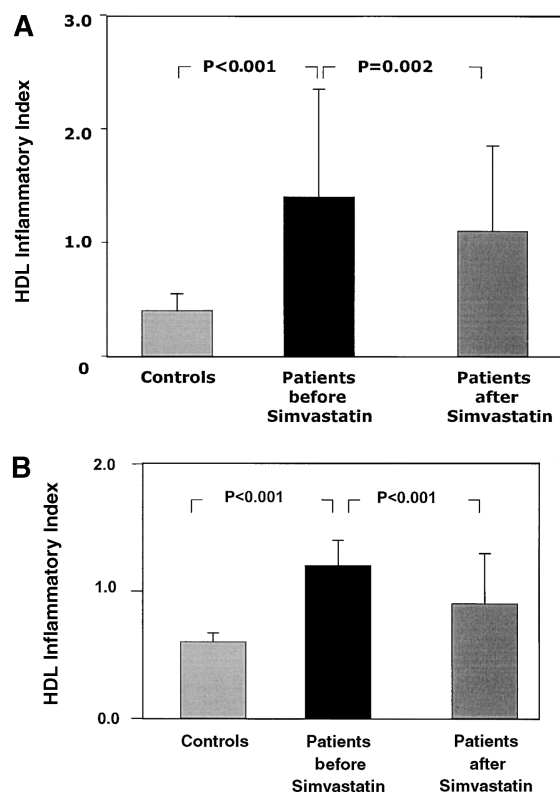 A
3.0
P<0.001
P=0.002
2.0
HDL Inflammatory Index
1.0
0
Controls
Patients
before
Simvastatin
Patients
after
Simvastatin
B
2.0
P<0.001
P<0.001
HDL Inflammatory Index
1.0
0.0
Controls
Patients
before
Simvastatin
Patients
after
Simvastatin